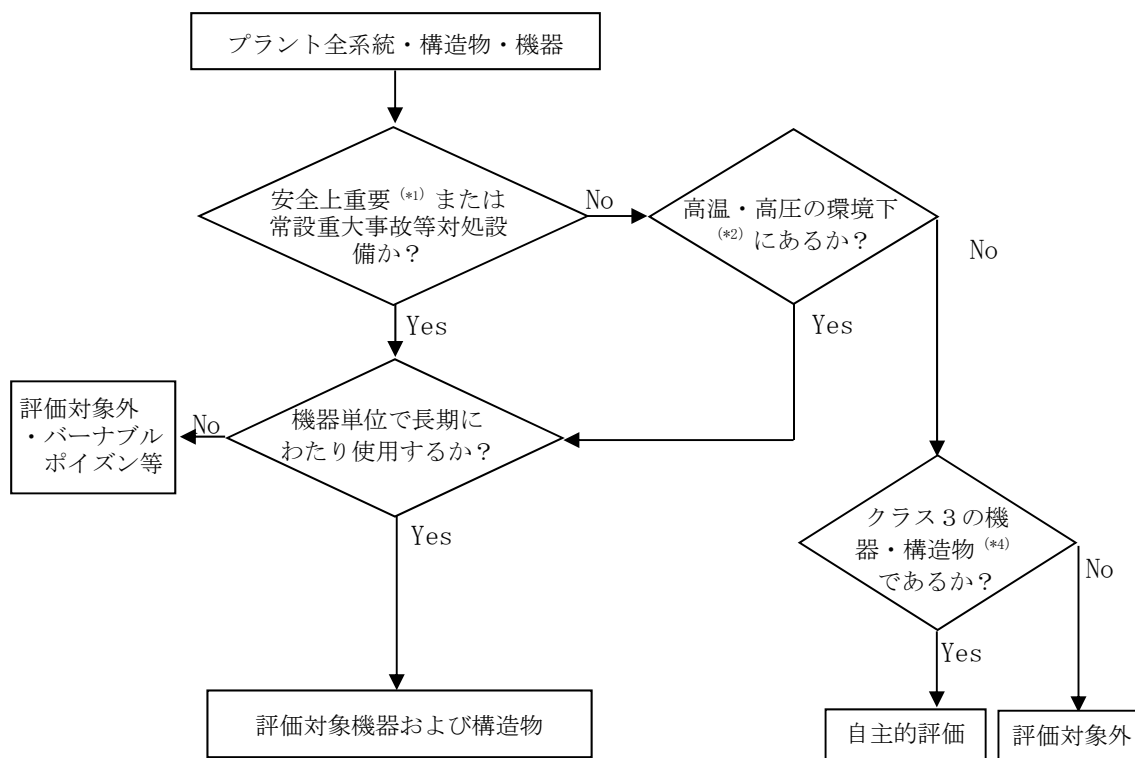 プラント全系統・構造物・機器
安全上重要(*1)または
常設重大事故等対処設
備か？
No
高温・高圧の環境下
(*2)にあるか？
No
Yes
Yes
評価対象外
・バーナブル
ポイズン等
No
機器単位で長期に
わたり使用するか？
Yes
クラス３の機
器・構造物(*4)
であるか？
No
Yes
評価対象機器および構造物
自主的評価
評価対象外